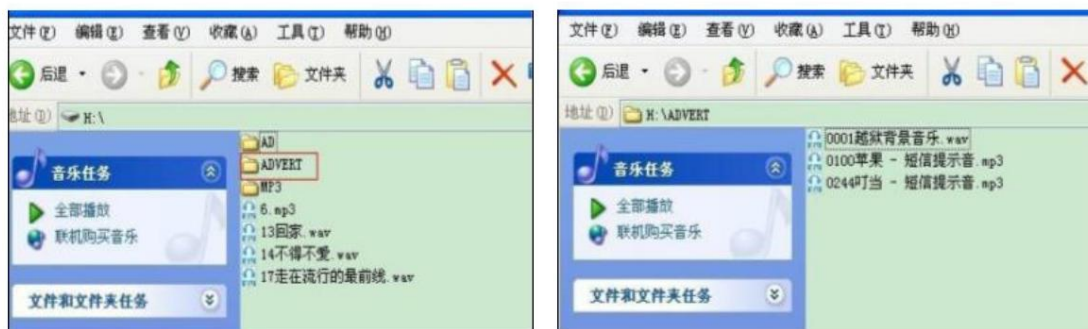 文件(F) 编辑(E) 查看(V) 收藏(A) 工具(T) 帮助(H)
后退 搜索 文件夹
地址(D) H:\
音乐任务
全部播放
联机购买音乐
文件和文件夹任务
AD
ADVERT
MP3
6.mp3
13回家.wav
14不得不爱.wav
17走在流行的最前线.wav
文件(F) 编辑(E) 查看(V) 收藏(A) 工具(T) 帮助(H)
后退 搜索 文件夹
地址(D) H:\ADVERT
音乐任务
全部播放
联机购买音乐
文件和文件夹任务
0001越狱背景音乐.wav
0100苹果 - 短信提示音.mp3
0244叮当 - 短信提示音.mp3